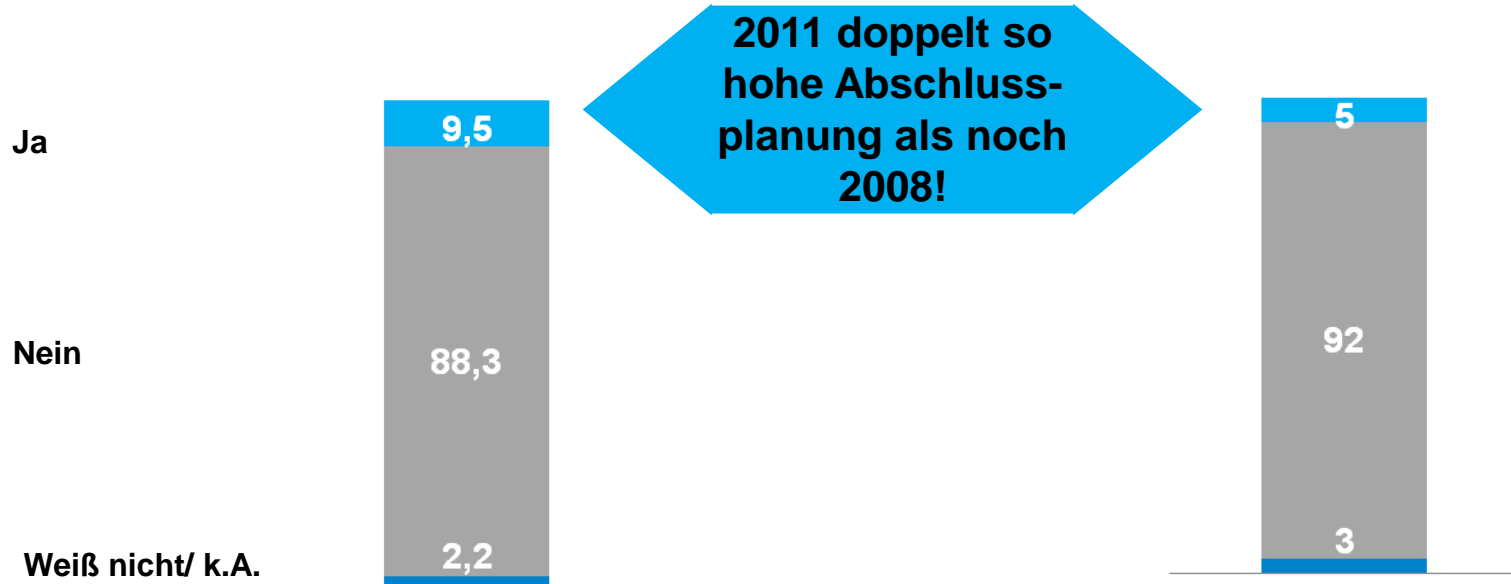 2011 doppelt so
hohe Abschluss-
planung als noch
2008!
Ja
9,5
5
Nein
88,3
92
Weiß nicht/ k.A.
2,2
3